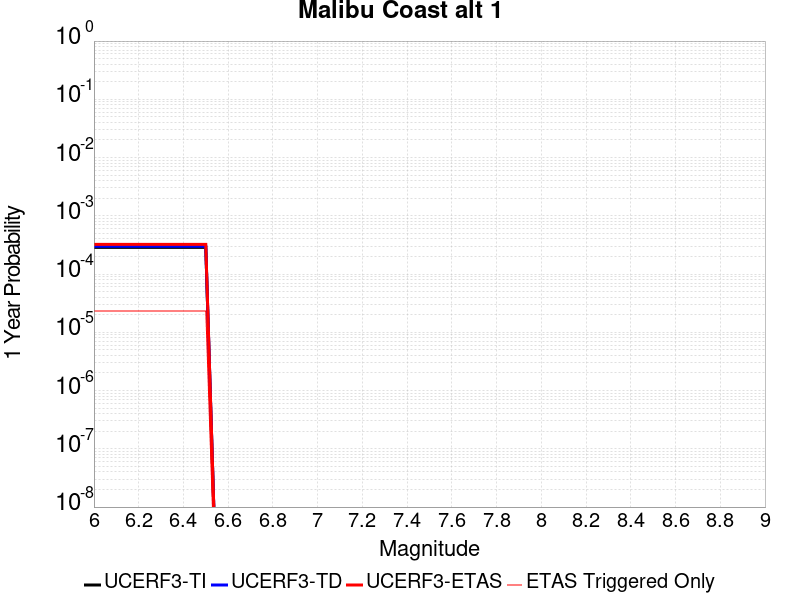 Malibu Coast alt 1
10^0
10^-1
10^-2
10^-3
10^-4
10^-5
10^-6
10^-7
10^-8
1 Year Probability
6 6.2 6.4 6.6 6.8 7 7.2 7.4 7.6 7.8 8 8.2 8.4 8.6 8.8 9
Magnitude
UCERF3-TI UCERF3-TD UCERF3-ETAS ETAS Triggered Only